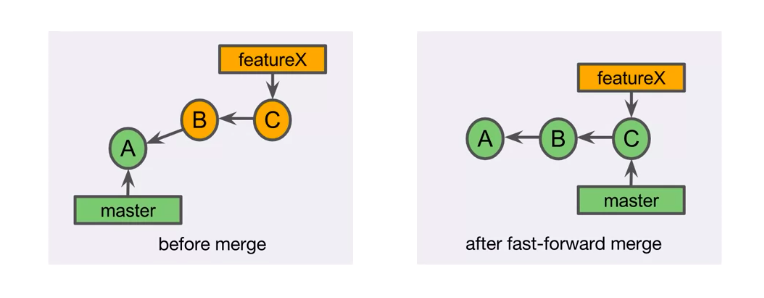 featureX
B
C
A
master
before merge
featureX
A
B
C
master
after fast-forward merge